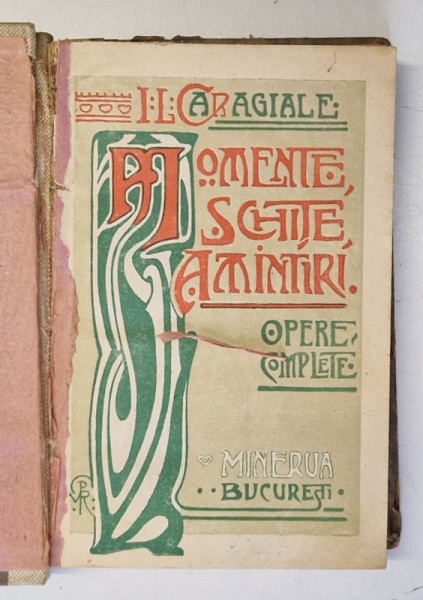 I·L·CARAGIALE:
MOMENTE,
SCHIȚE,
AMINTIRI.
OPERE
COMPLETE·
MINERVA
··BUCUREȘTI·